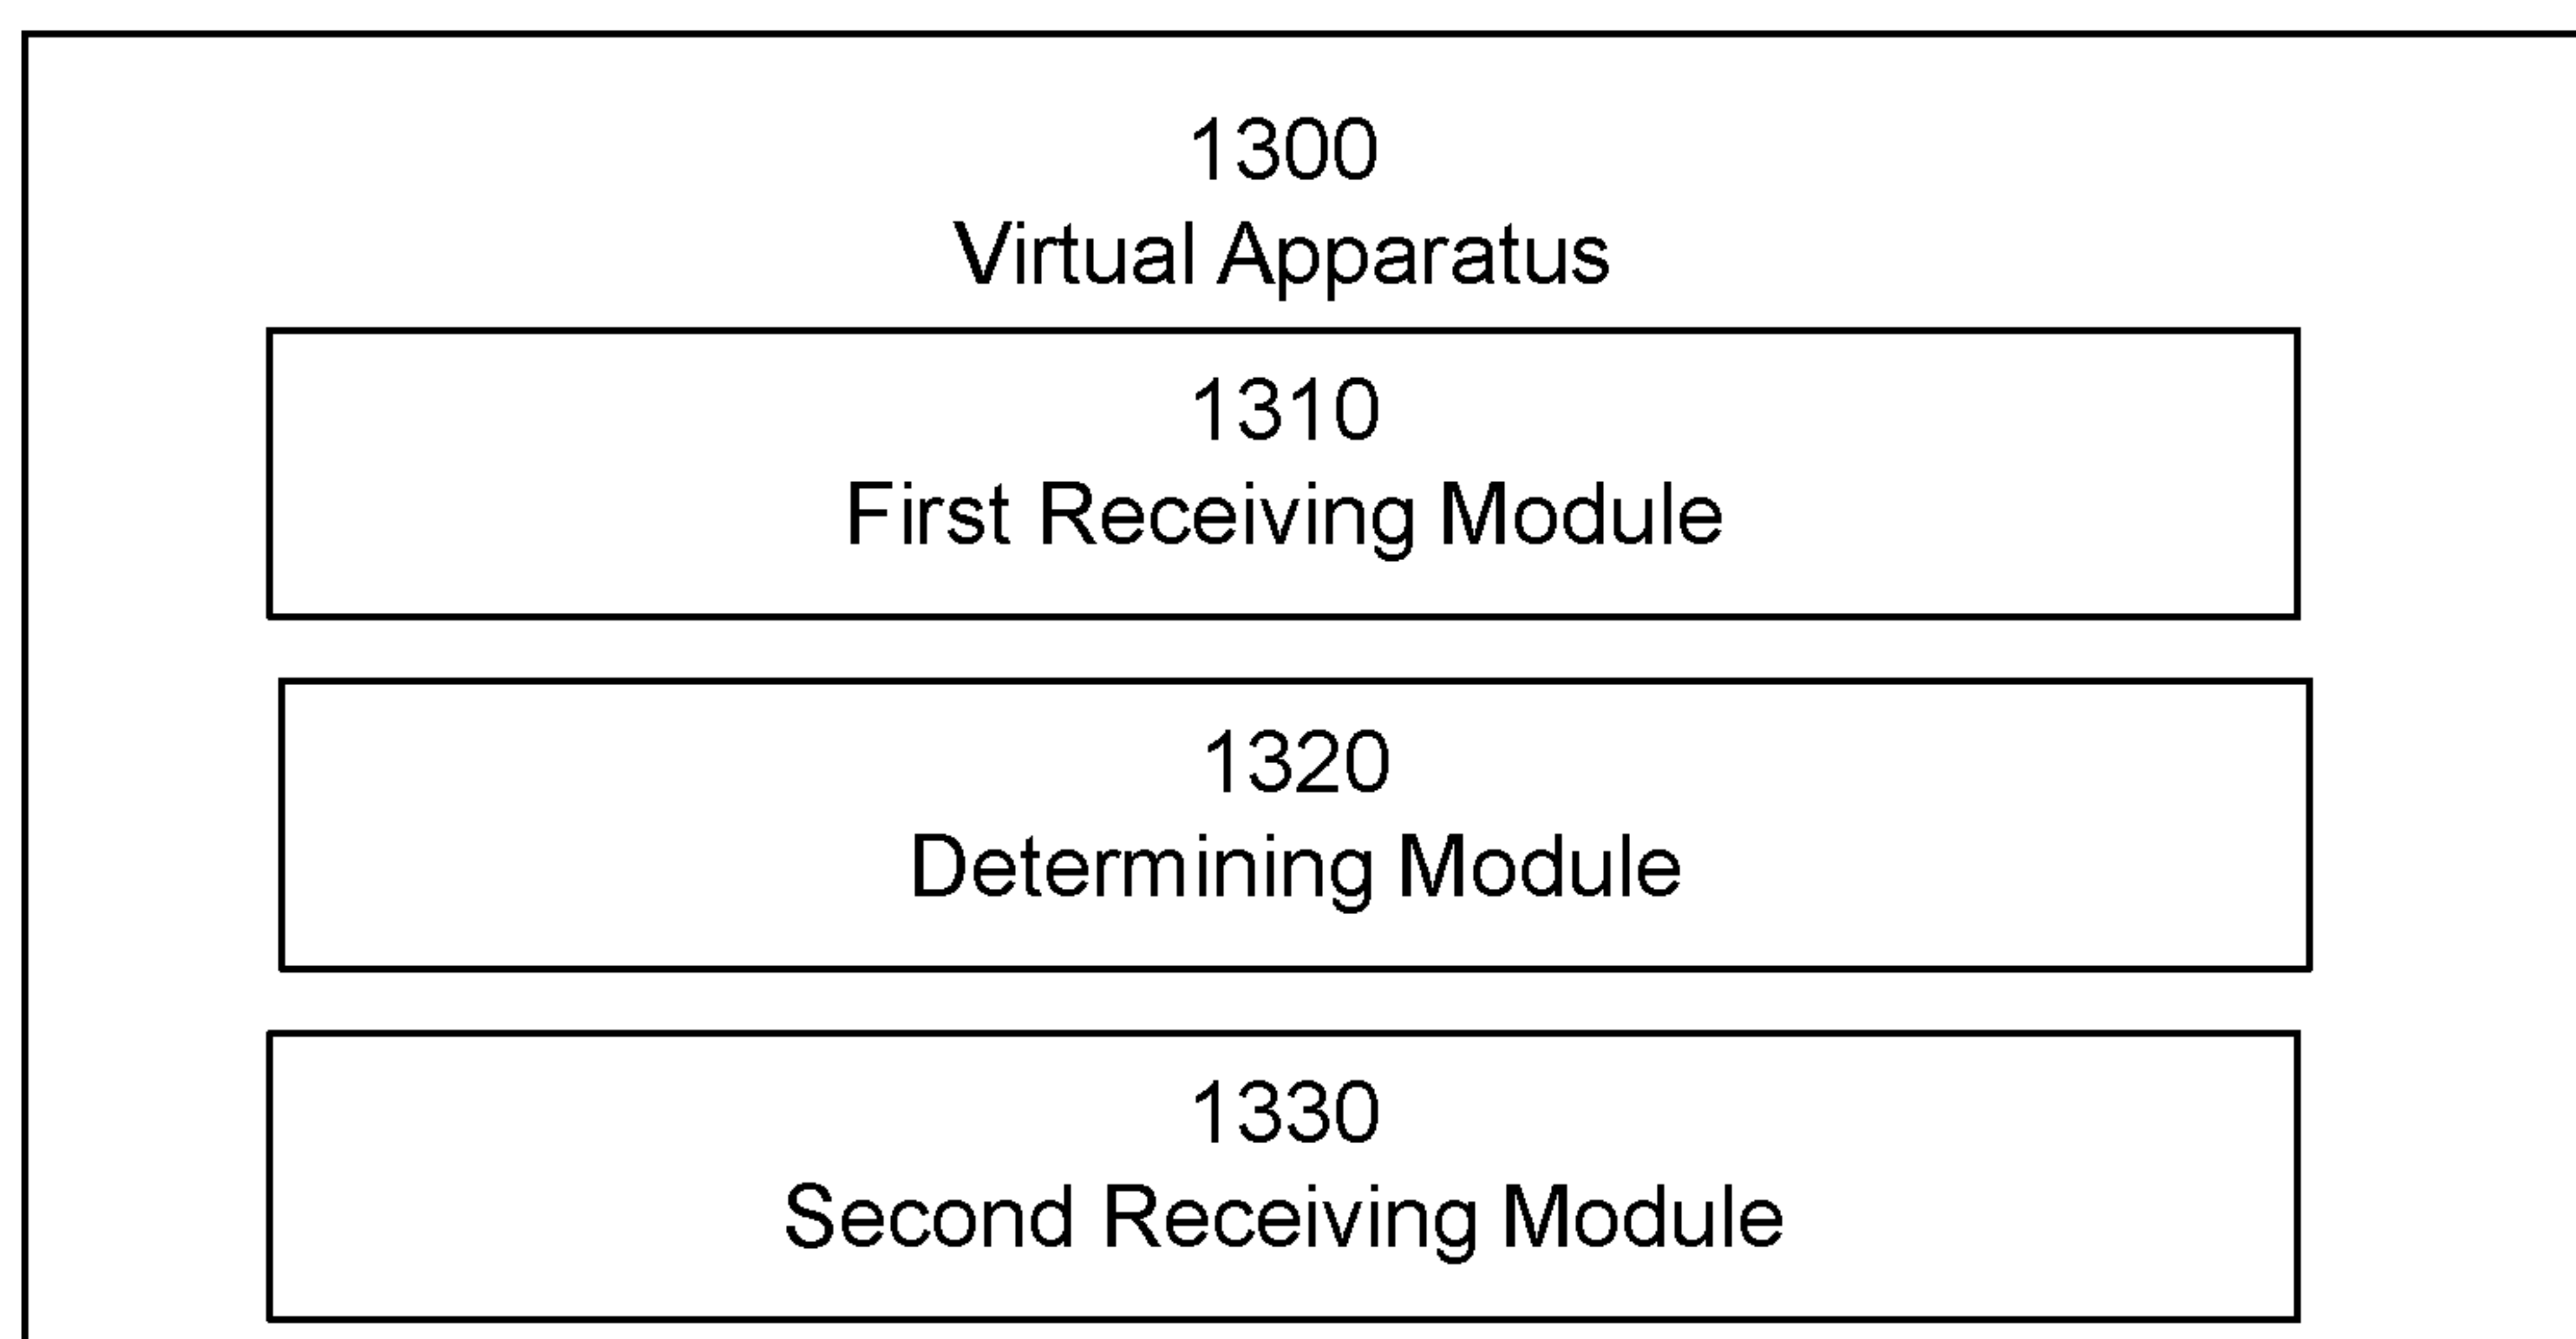 1300
Virtual Apparatus
1310
First Receiving Module
1320
Determining Module
1330
Second Receiving Module